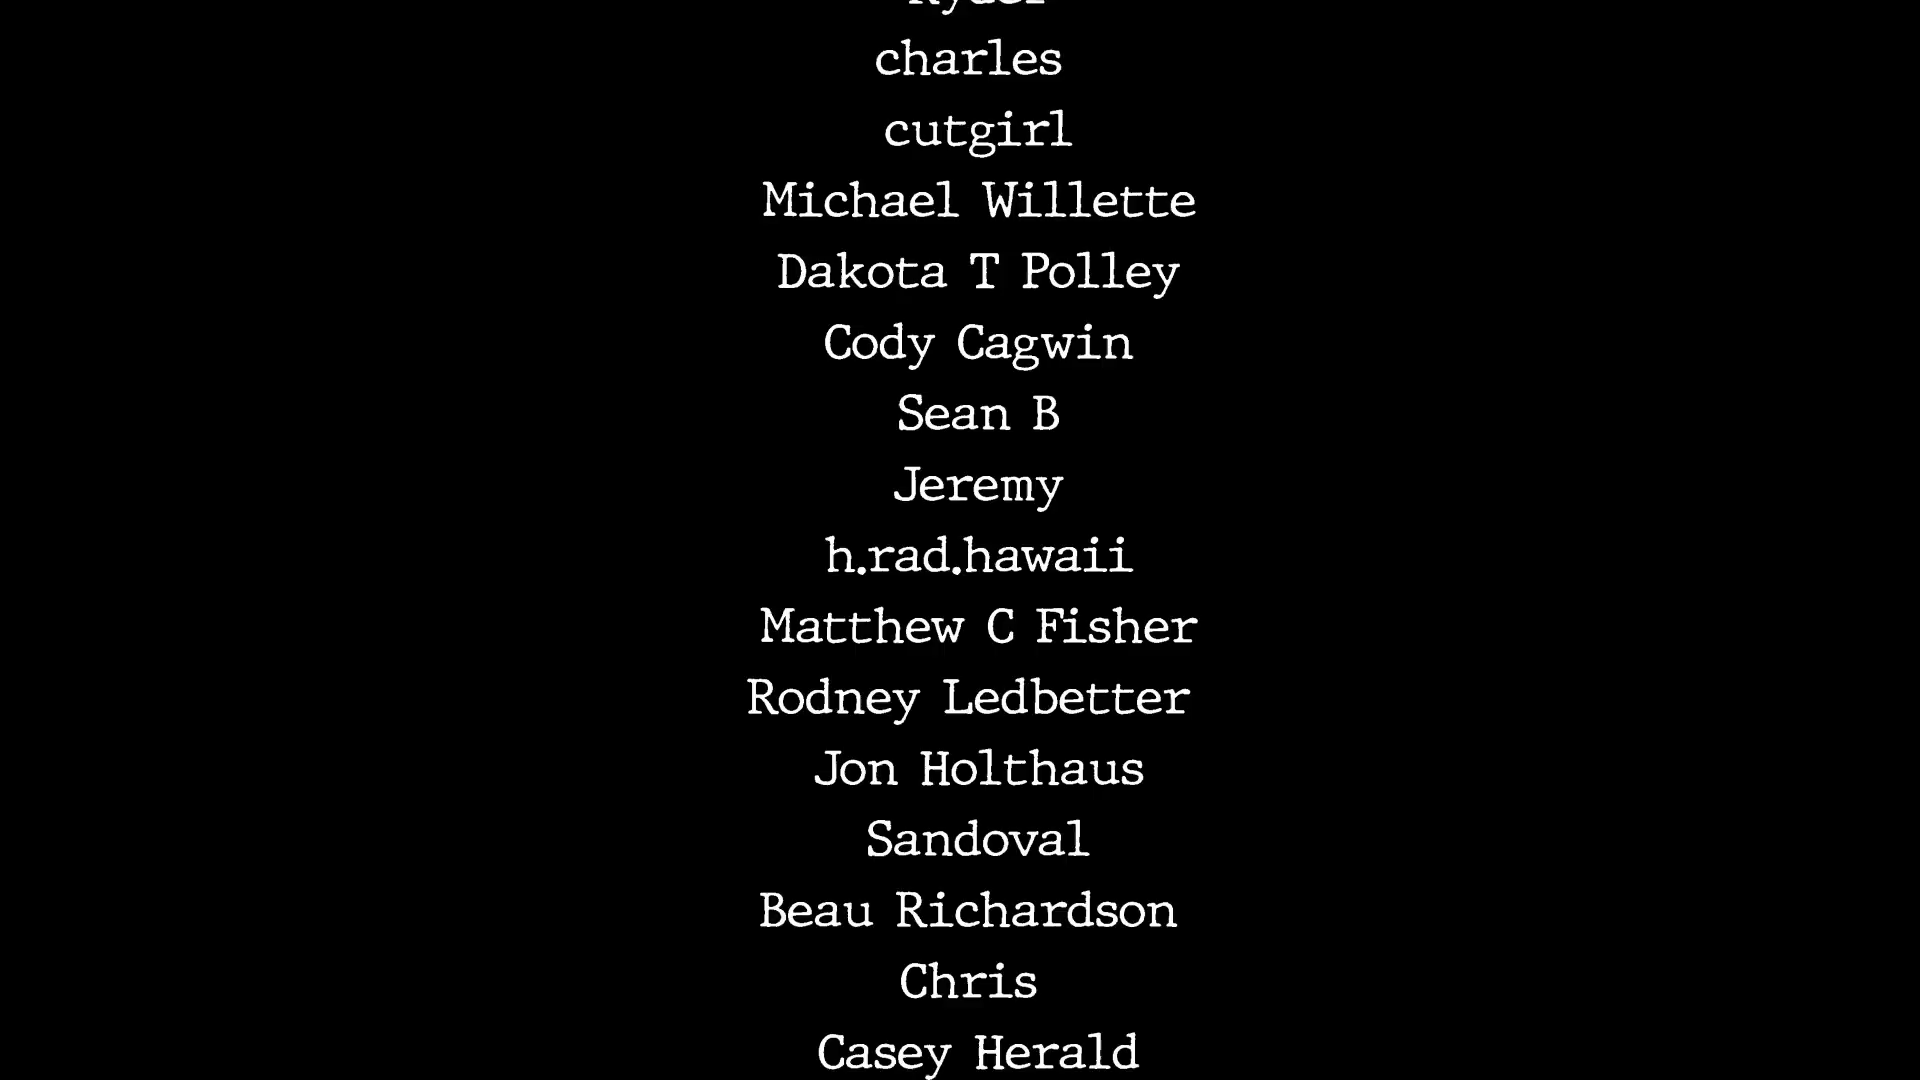 Ryder
charles
cutgirl
Michael Willette
Dakota T Polley
Cody Cagwin
Sean B
Jeremy
h.rad.hawaii
Matthew C Fisher
Rodney Ledbetter
Jon Holthaus
Sandoval
Beau Richardson
Chris
Casey Herald